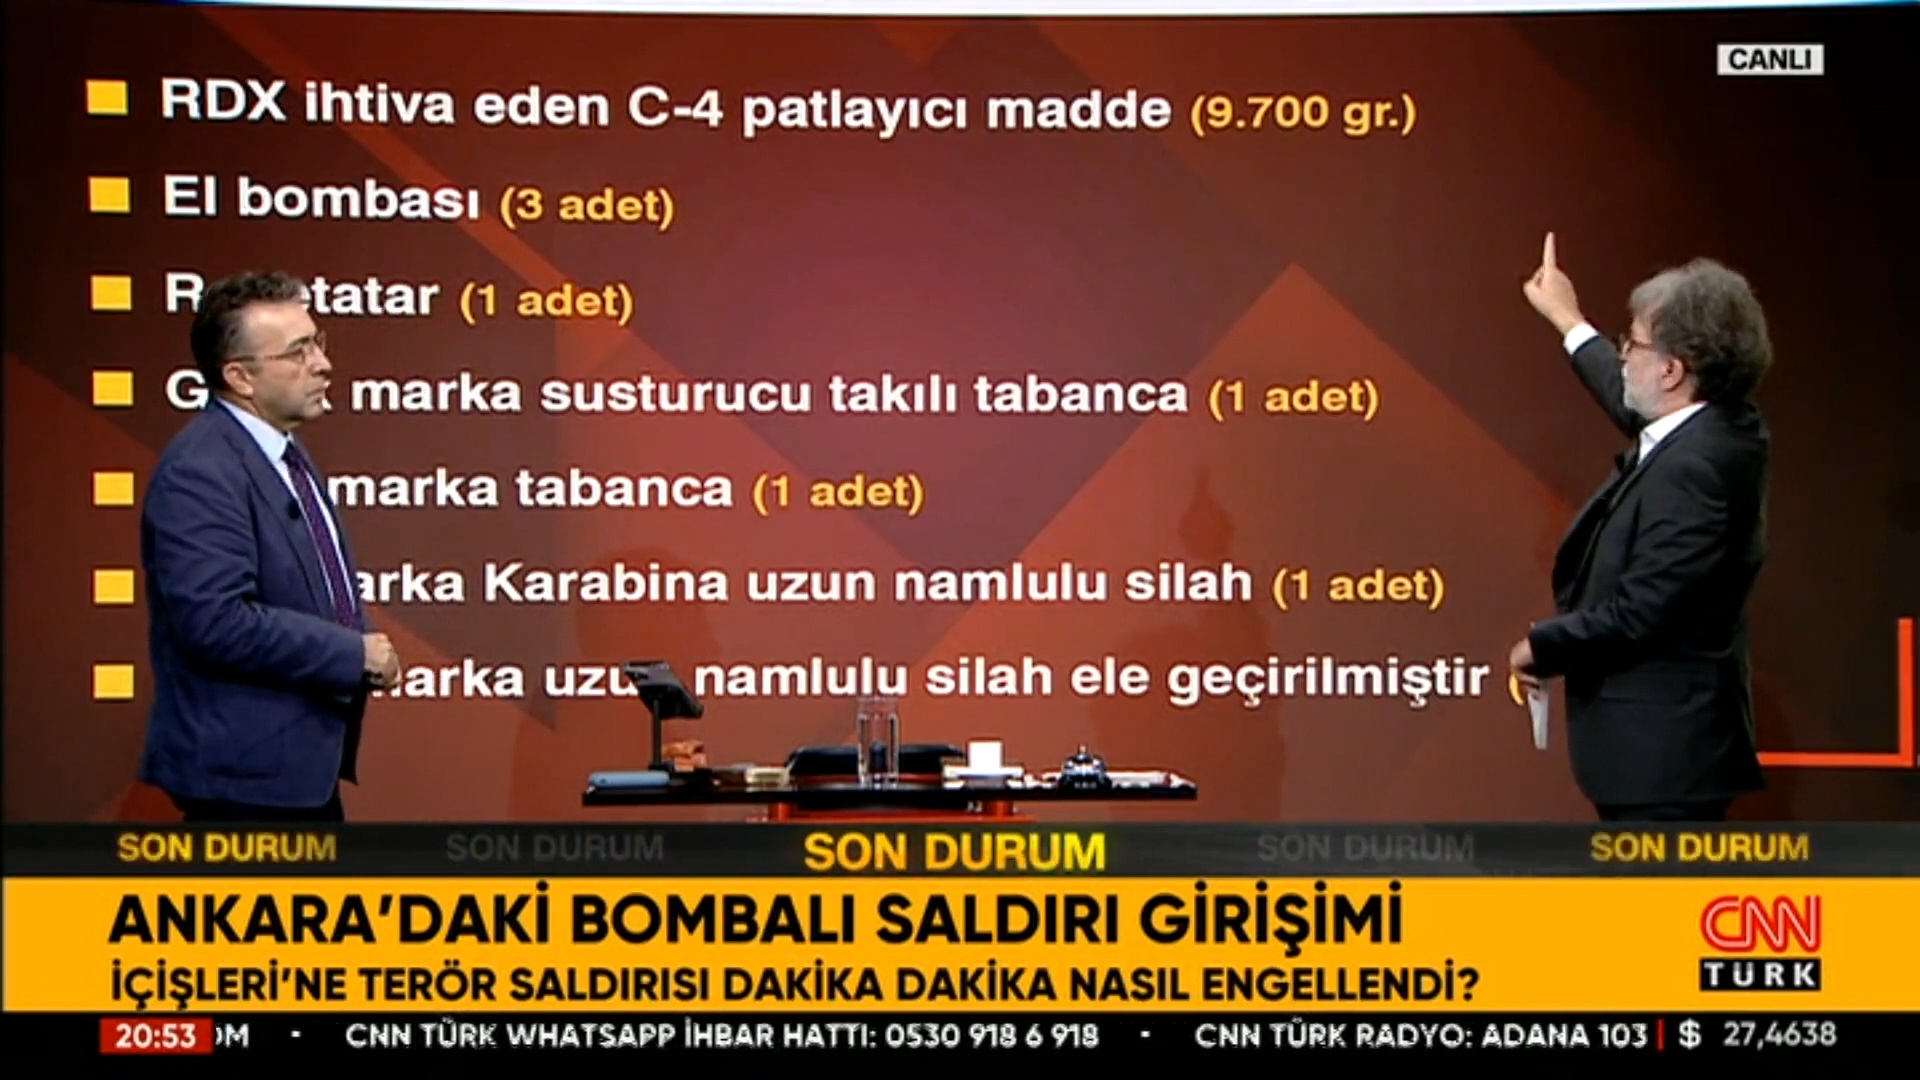 CANLI
RDX ihtiva eden C-4 patlayıcı madde (9.700 gr.)
El bombası (3 adet)
(1 adet)
marka susturucu takılı tabanca (1 adet)
marka tabanca (1 adet)
Karabina uzun namlulu silah (1 adet)
namlulu silah ele geçirilmiştir
SON DURUM SON DURUM SON DURUM SON DURUM SON DURUM
ANKARA'DAKİ BOMBALI SALDIRI GİRİŞİMİ
İÇİŞLERİ'NE TERÖR SALDIRISI DAKİKA DAKİKA NASIL ENGELLENDİ?
CNN
TÜRK
20:53 - CNN TÜRK WHATSAPP İHBAR HATTI: 0530 918 6 918 - CNN TÜRK RADYO: ADANA 103 $ 27,4638